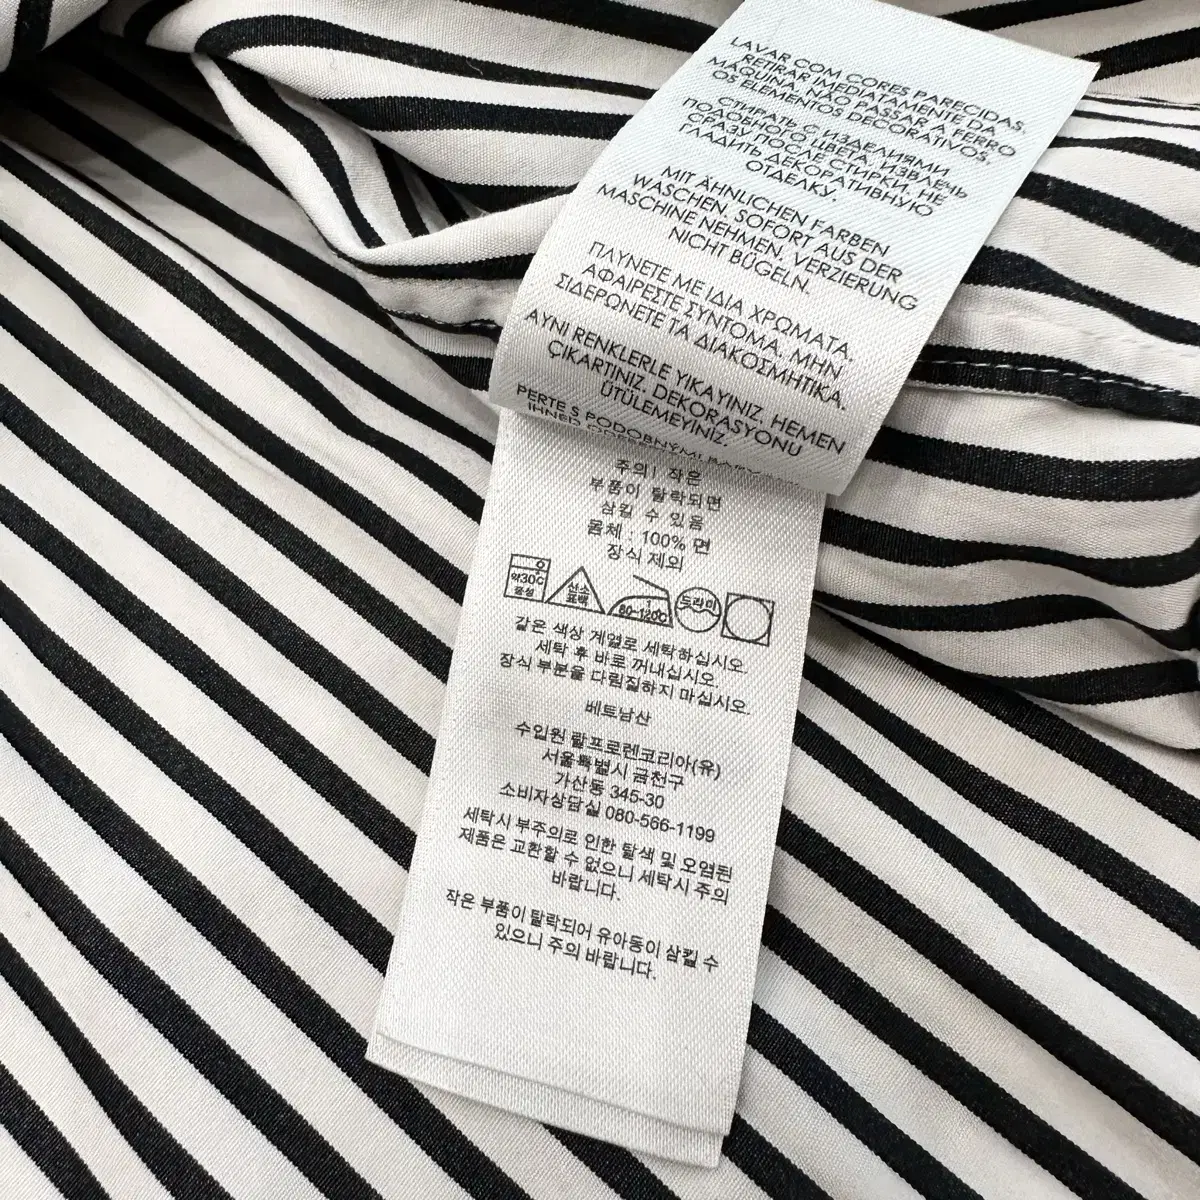 LAVAR COM CORES PARECIDAS,
RETIRAR IMEDIATAMENTE DA
MÁQUINA, NÃO PASSAR A FERRO
OS ELEMENTOS DECORATIVOS.
СТИРАТЬ С ИЗДЕЛИЯМИ
ПОДОБНОГО ЦВЕТА. ИЗВЛЕЧЬ
СРАЗУ ПОСЛЕ СТИРКИ. НЕ
ГЛАДИТЬ ДЕКОРАТИВНУЮ
ОТДЕЛКУ.
MIT ÄHNLICHEN FARBEN
WASCHEN. SOFORT AUS DER
MASCHINE NEHMEN. VERZIERUNG
NICHT BÜGELN.
ΠΛΥΝΕΤΕ ΜΕ ΙΔΙΑ ΧΡΩΜΑΤΑ.
ΑΦΑΙΡΕΣΤΕ ΣΥΝΤΟΜΑ. ΜΗΝ
ΣΙΔΕΡΩΝΕΤΕ ΤΑ ΔΙΑΚΟΣΜΗΤΙΚΑ.
AYNI RENKLERLE YIKAYINIZ. HEMEN
ÇIKARTINIZ. DEKORASYONU
ÜTÜLEMEYİNİZ.
PERTE S PODOBNÝMI
IHNED
주의! 작은
부품이 탈락되면
삼킬 수 있음
몸체 : 100% 면
장식 제외
약30℃
중성
산소
표백
80~120℃
드라이
같은 색상 계열로 세탁하십시오.
세탁 후 바로 꺼내십시오.
장식 부분을 다림질하지 마십시오.
베트남산
수입원 랄프로렌코리아(유)
서울특별시 금천구
가산동 345-30
소비자상담실 080-566-1199
세탁시 부주의로 인한 탈색 및 오염된
제품은 교환할 수 없으니 세탁시 주의
바랍니다.
작은 부품이 탈락되어 유아동이 삼킬 수
있으니 주의 바랍니다.